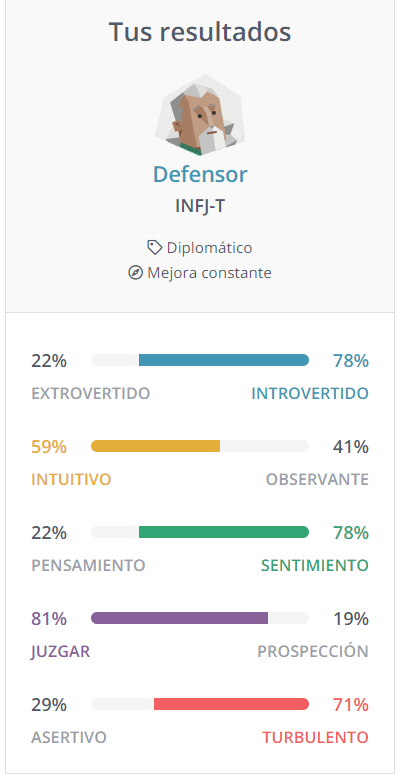 Tus resultados
Defensor
INFJ-T
Diplomático
Mejora constante
22% 78%
EXTROVERTIDO INTROVERTIDO
59% 41%
INTUITIVO OBSERVANTE
22% 78%
PENSAMIENTO SENTIMIENTO
81% 19%
JUZGAR PROSPECCIÓN
29% 71%
ASERTIVO TURBULENTO